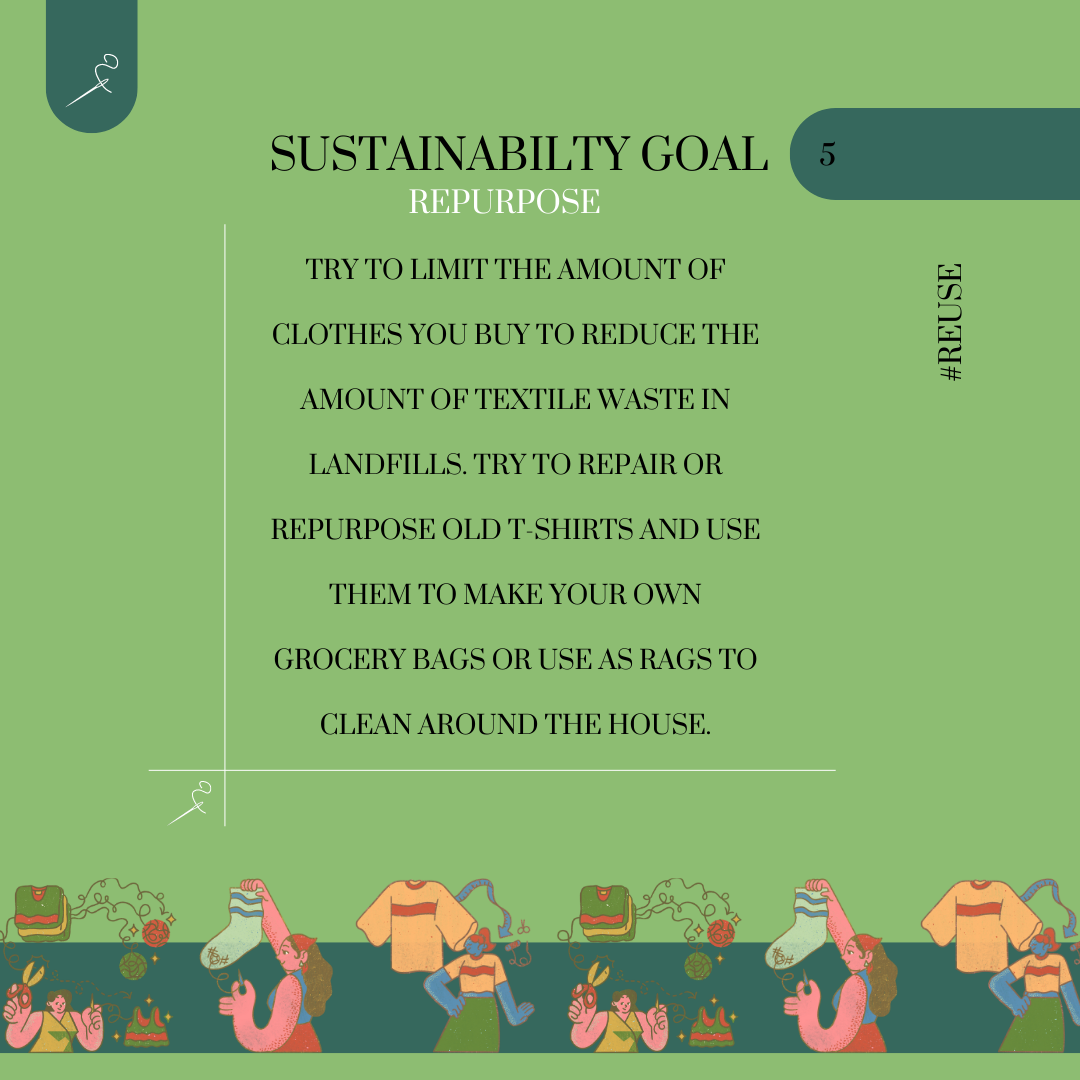 SUSTAINABILTY GOAL
5
REPURPOSE
TRY TO LIMIT THE AMOUNT OF
CLOTHES YOU BUY TO REDUCE THE
AMOUNT OF TEXTILE WASTE IN
LANDFILLS. TRY TO REPAIR OR
REPURPOSE OLD T-SHIRTS AND USE
THEM TO MAKE YOUR OWN
GROCERY BAGS OR USE AS RAGS TO
CLEAN AROUND THE HOUSE.
#REUSE